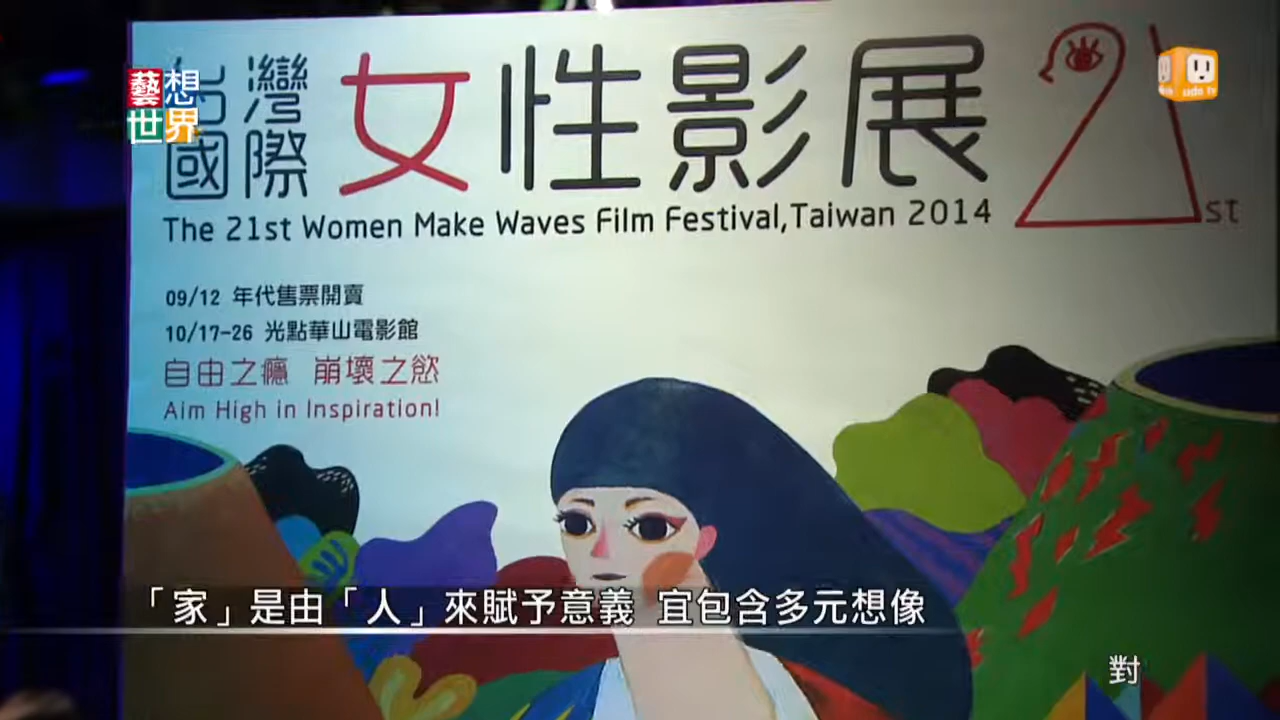 藝想
世界
台灣
國際
女性影展
21st
udn tv
The 21st Women Make Waves Film Festival,Taiwan 2014
09/12 年代售票開賣
10/17-26 光點華山電影館
自由之癮 崩壞之慾
Aim High in Inspiration!
「家」是由「人」來賦予意義 宜包含多元想像
對